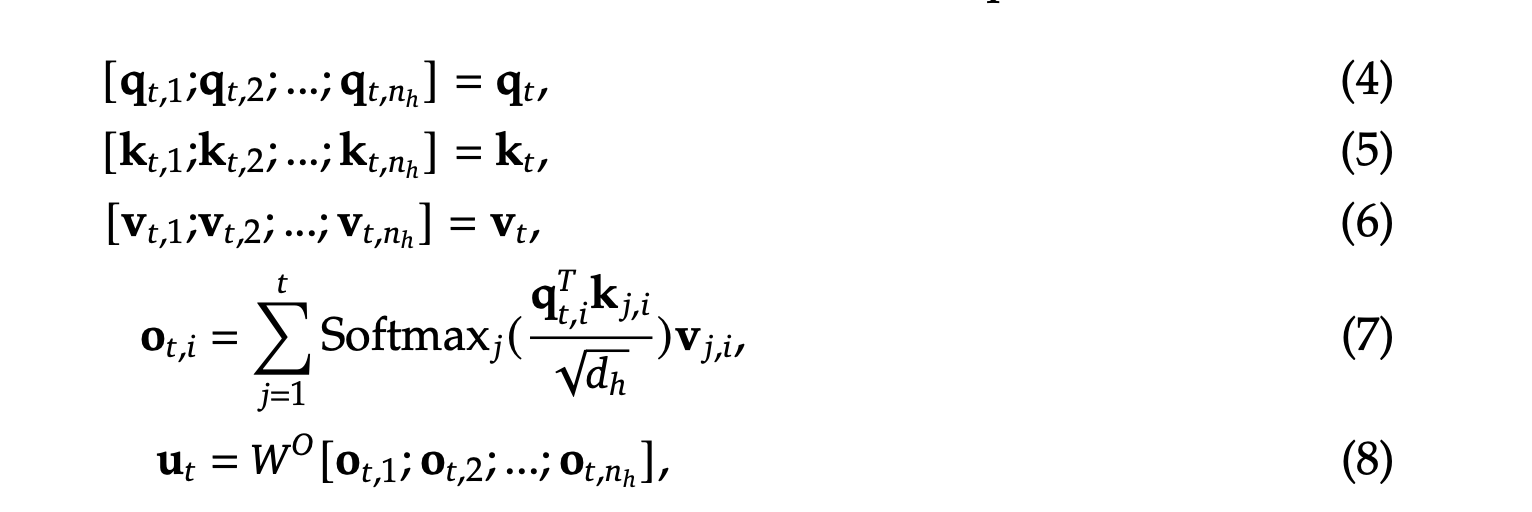 [𝐪_{t,1};𝐪_{t,2};...;𝐪_{t,n_h}] = 𝐪_t, (4)
[𝐤_{t,1};𝐤_{t,2};...;𝐤_{t,n_h}] = 𝐤_t, (5)
[𝐯_{t,1};𝐯_{t,2};...;𝐯_{t,n_h}] = 𝐯_t, (6)
𝐨_{t,i} = \sum_{j=1}^{t} Softmax_j(\frac{𝐪_{t,i}^T 𝐤_{j,i}}{\sqrt{d_h}})𝐯_{j,i}, (7)
𝐮_t = W^O[𝐨_{t,1};𝐨_{t,2};...;𝐨_{t,n_h}], (8)